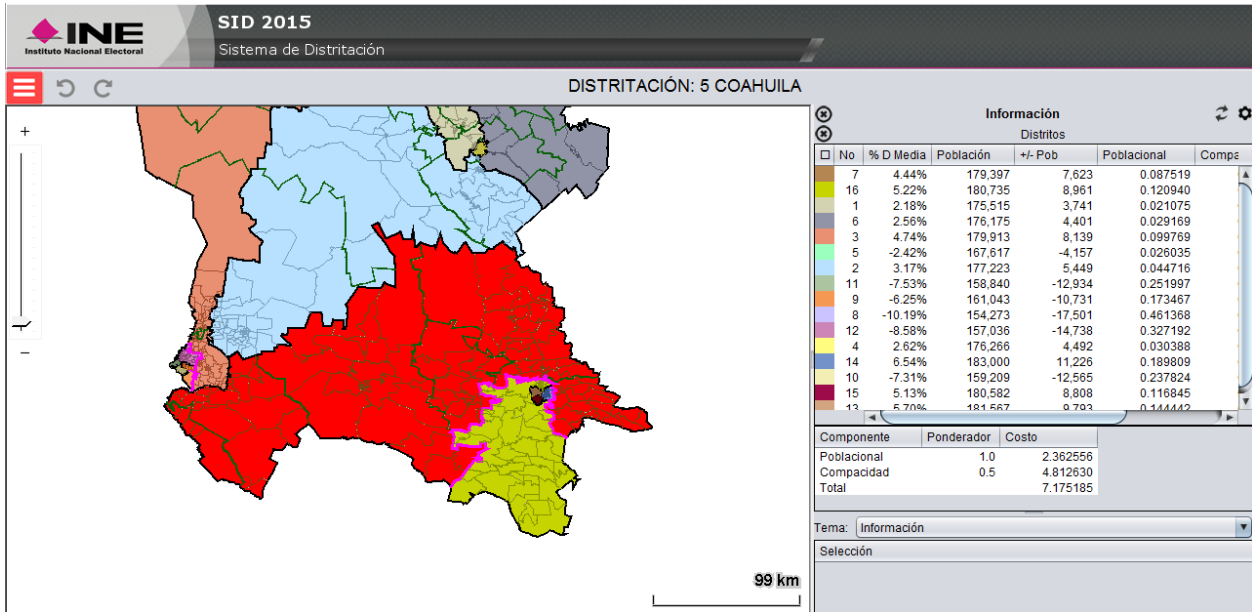 SID 2015
INE
Instituto Nacional Electoral
Sistema de Distritación
DISTRITACIÓN: 5 COAHUILA
+
−
99 km
Información
Distritos
No % D Media Población +/- Pob Poblacional Compa
7 4.44% 179,397 7,623 0.087519
16 5.22% 180,735 8,961 0.120940
1 2.18% 175,515 3,741 0.021075
6 2.56% 176,175 4,401 0.029169
3 4.74% 179,913 8,139 0.099769
5 -2.42% 167,617 -4,157 0.026035
2 3.17% 177,223 5,449 0.044716
11 -7.53% 158,840 -12,934 0.251997
9 -6.25% 161,043 -10,731 0.173467
8 -10.19% 154,273 -17,501 0.461368
12 -8.58% 157,036 -14,738 0.327192
4 2.62% 176,266 4,492 0.030388
14 6.54% 183,000 11,226 0.189809
10 -7.31% 159,209 -12,565 0.237824
15 5.13% 180,582 8,808 0.116845
13 5.70% 181,567 9,793 0.144442
Componente Ponderador Costo
Poblacional 1.0 2.362556
Compacidad 0.5 4.812630
Total 7.175185
Tema: Información
Selección